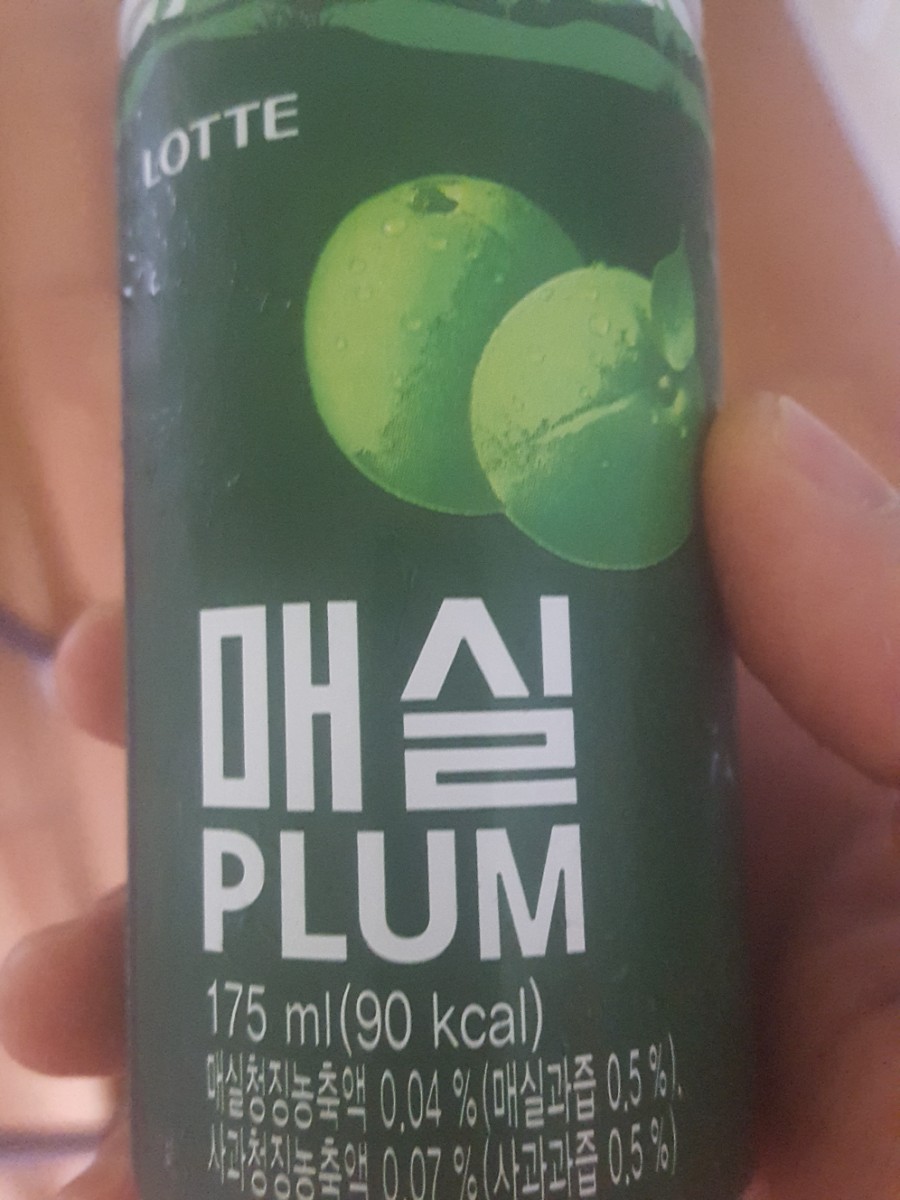 LOTTE
매실
PLUM
175 ml(90 kcal)
매실청징농축액 0.04 %(매실과즙 0.5 %),
사과청징농축액 0.07 %(사과과즙 0.5 %)